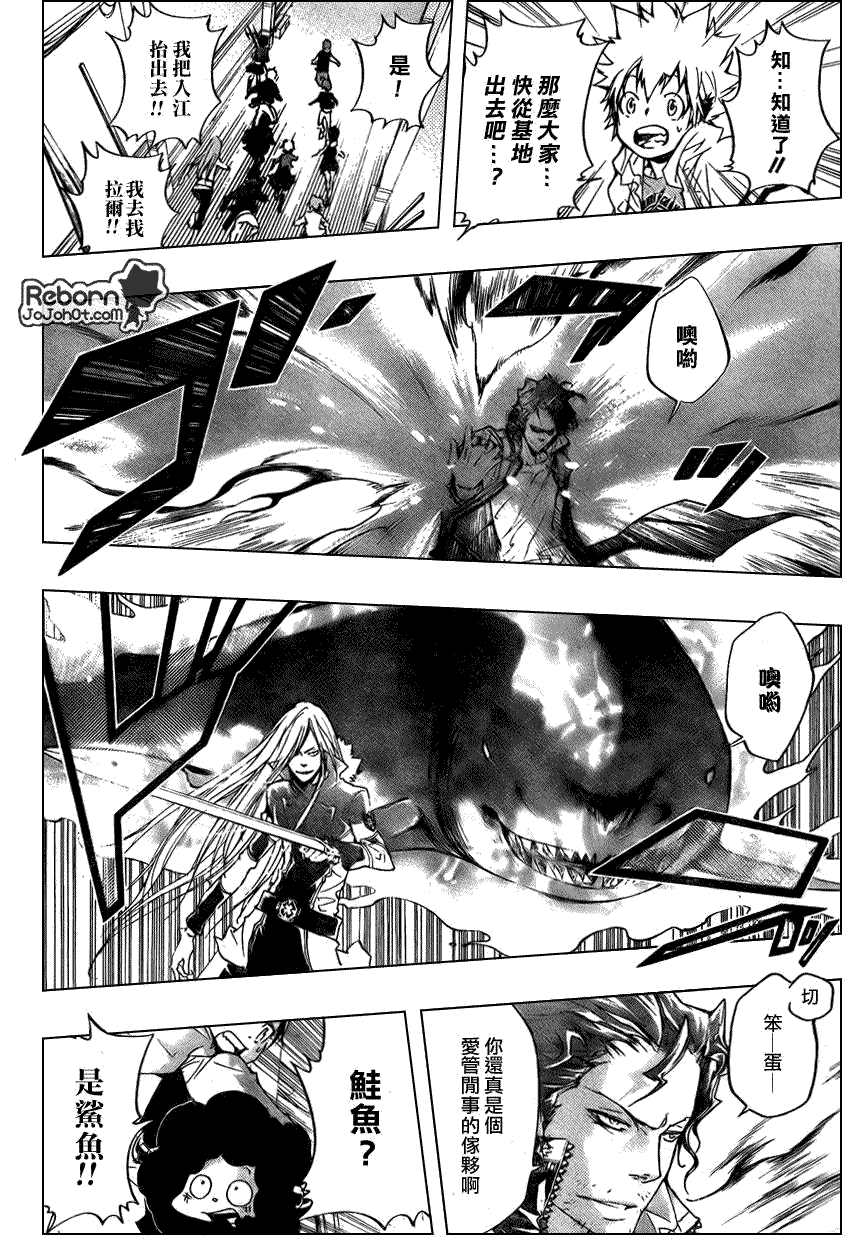 知…知道了!!
那麼大家…
快從基地
出去吧…?
是!
我把入江
抬出去!!
我去找
拉爾!!
Reborn
JoJoHOt.com
噢喲
噢喲
切
笨—蛋—
你還真是個
愛管閒事的傢夥啊
鮭魚?
是鯊魚!!